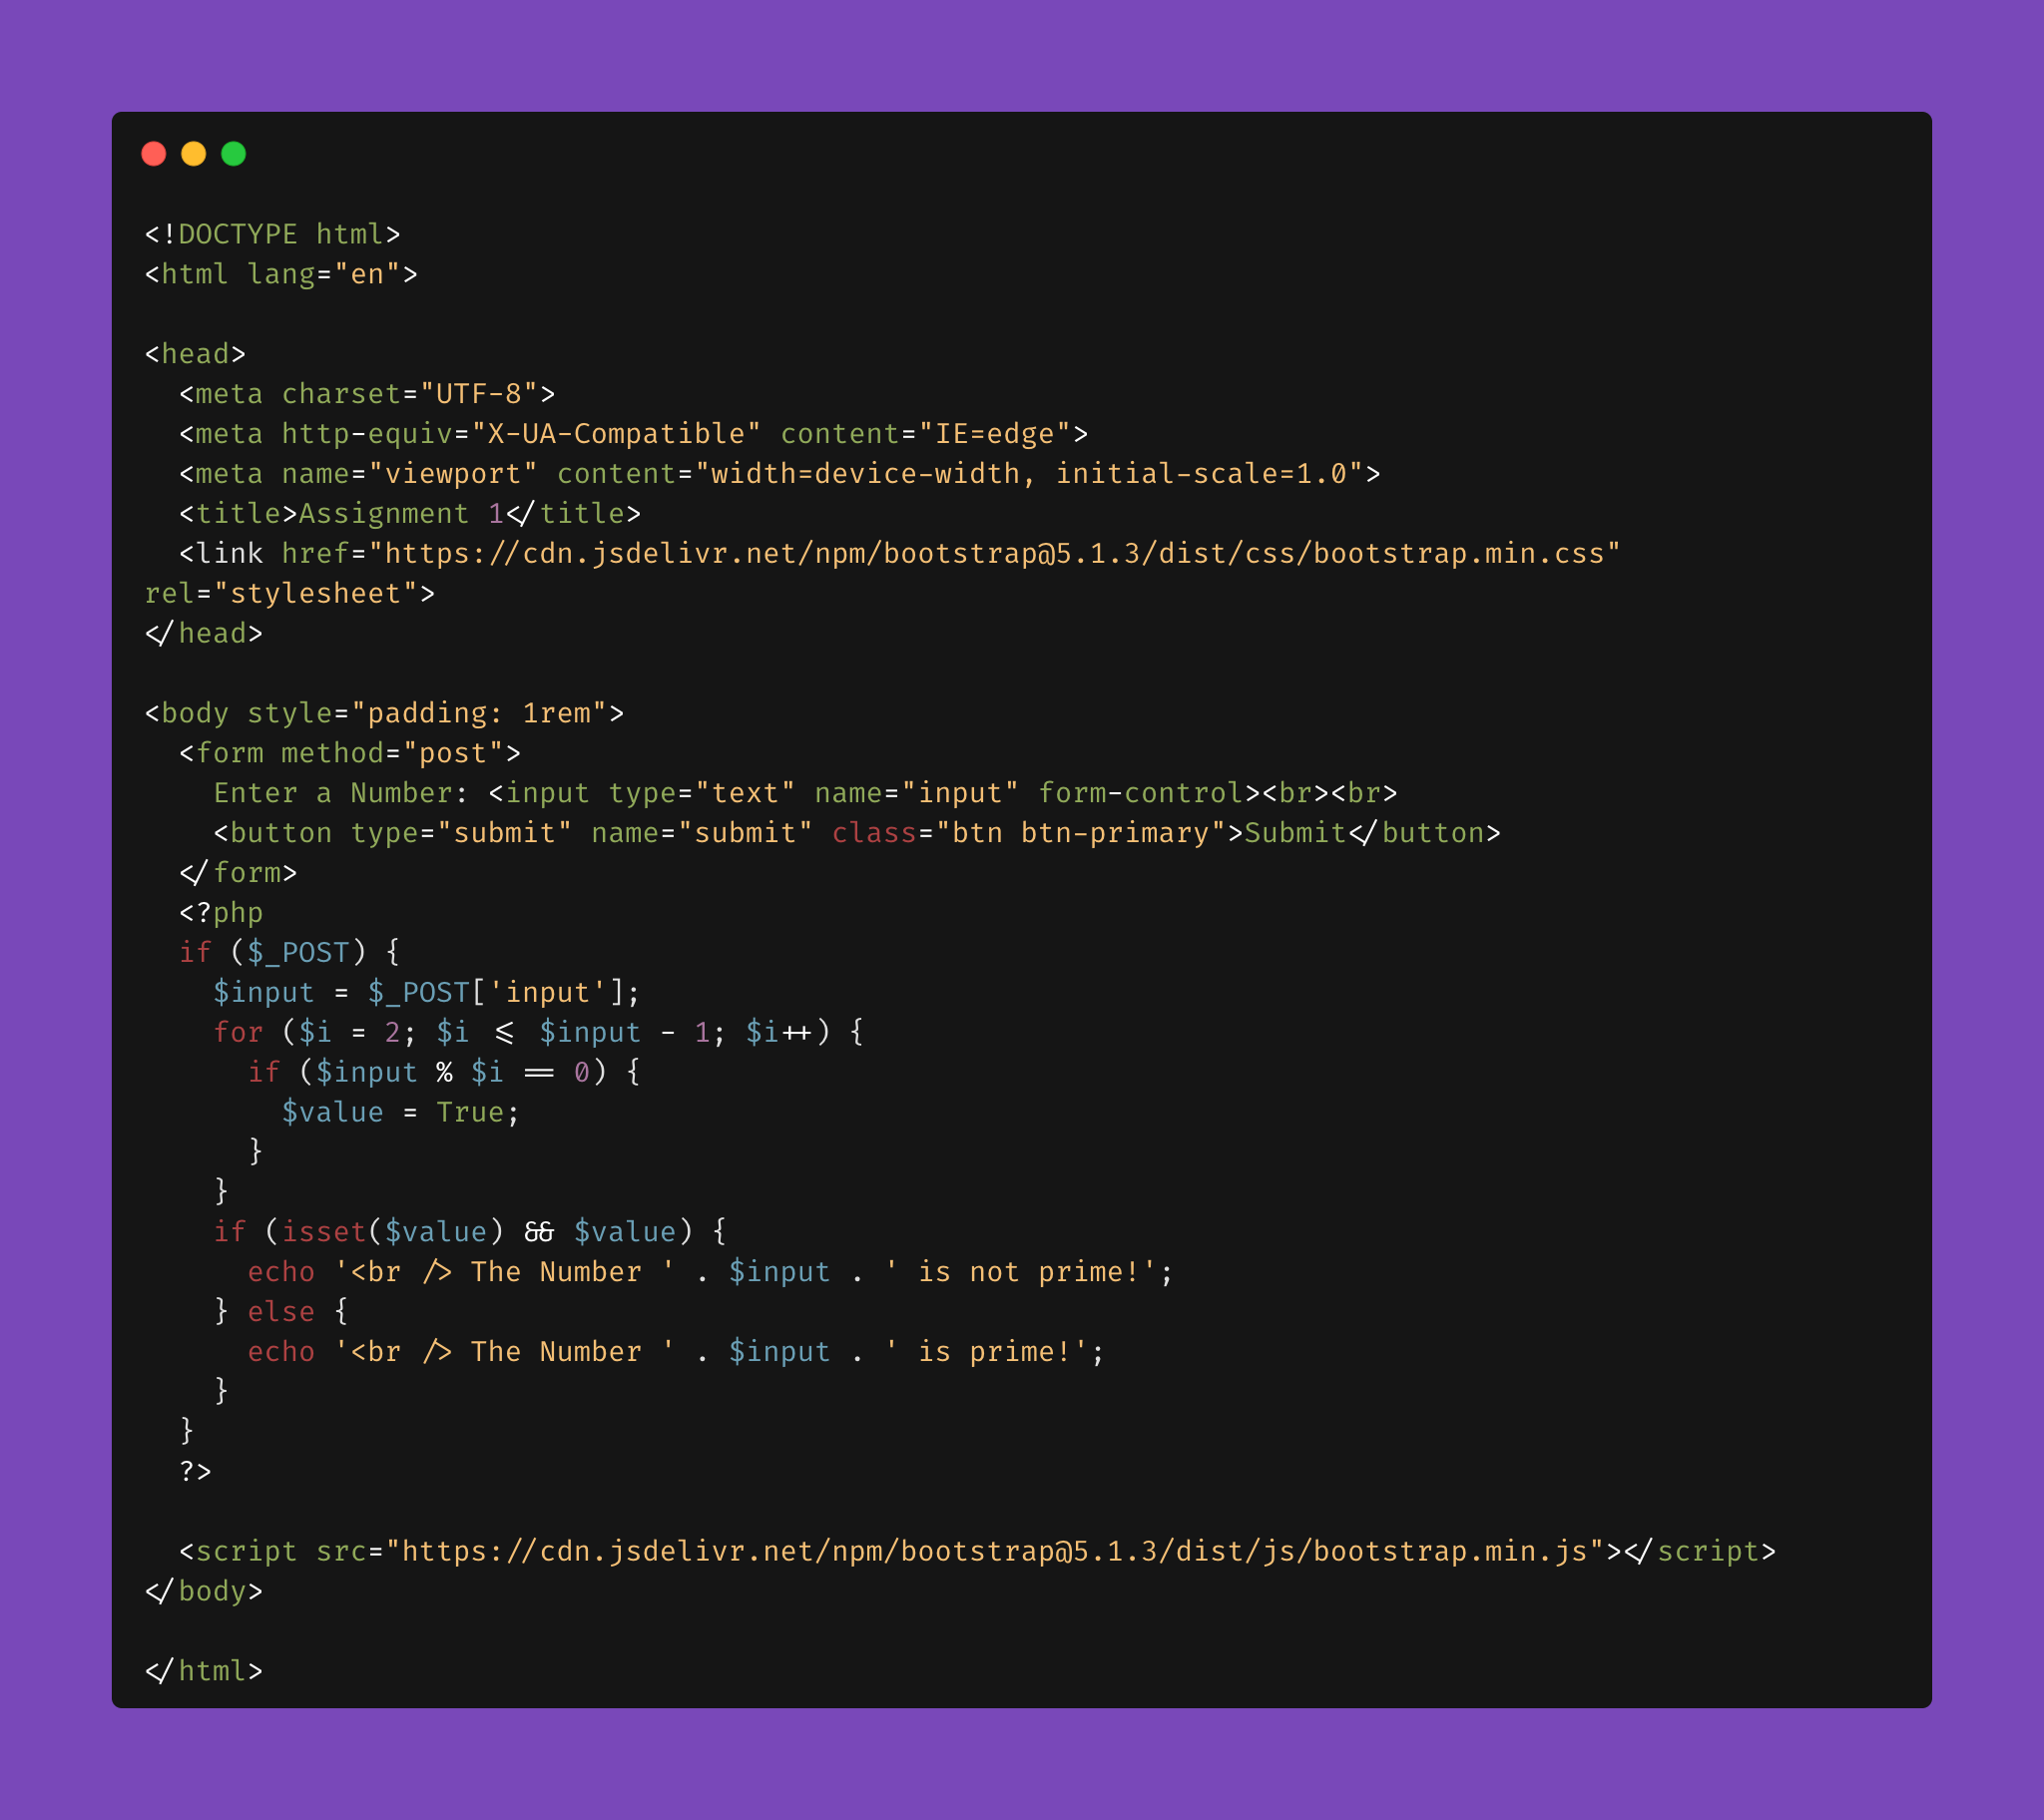 <!DOCTYPE html>
<html lang="en">

<head>
  <meta charset="UTF-8">
  <meta http-equiv="X-UA-Compatible" content="IE=edge">
  <meta name="viewport" content="width=device-width, initial-scale=1.0">
  <title>Assignment 1</title>
  <link href="https://cdn.jsdelivr.net/npm/bootstrap@5.1.3/dist/css/bootstrap.min.css"
rel="stylesheet">
</head>

<body style="padding: 1rem">
  <form method="post">
    Enter a Number: <input type="text" name="input" form-control><br><br>
    <button type="submit" name="submit" class="btn btn-primary">Submit</button>
  </form>
  <?php
  if ($_POST) {
    $input = $_POST['input'];
    for ($i = 2; $i <= $input - 1; $i++) {
      if ($input % $i == 0) {
        $value = True;
      }
    }
    if (isset($value) && $value) {
      echo '<br /> The Number ' . $input . ' is not prime!';
    } else {
      echo '<br /> The Number ' . $input . ' is prime!';
    }
  }
  ?>

  <script src="https://cdn.jsdelivr.net/npm/bootstrap@5.1.3/dist/js/bootstrap.min.js"></script>
</body>

</html>